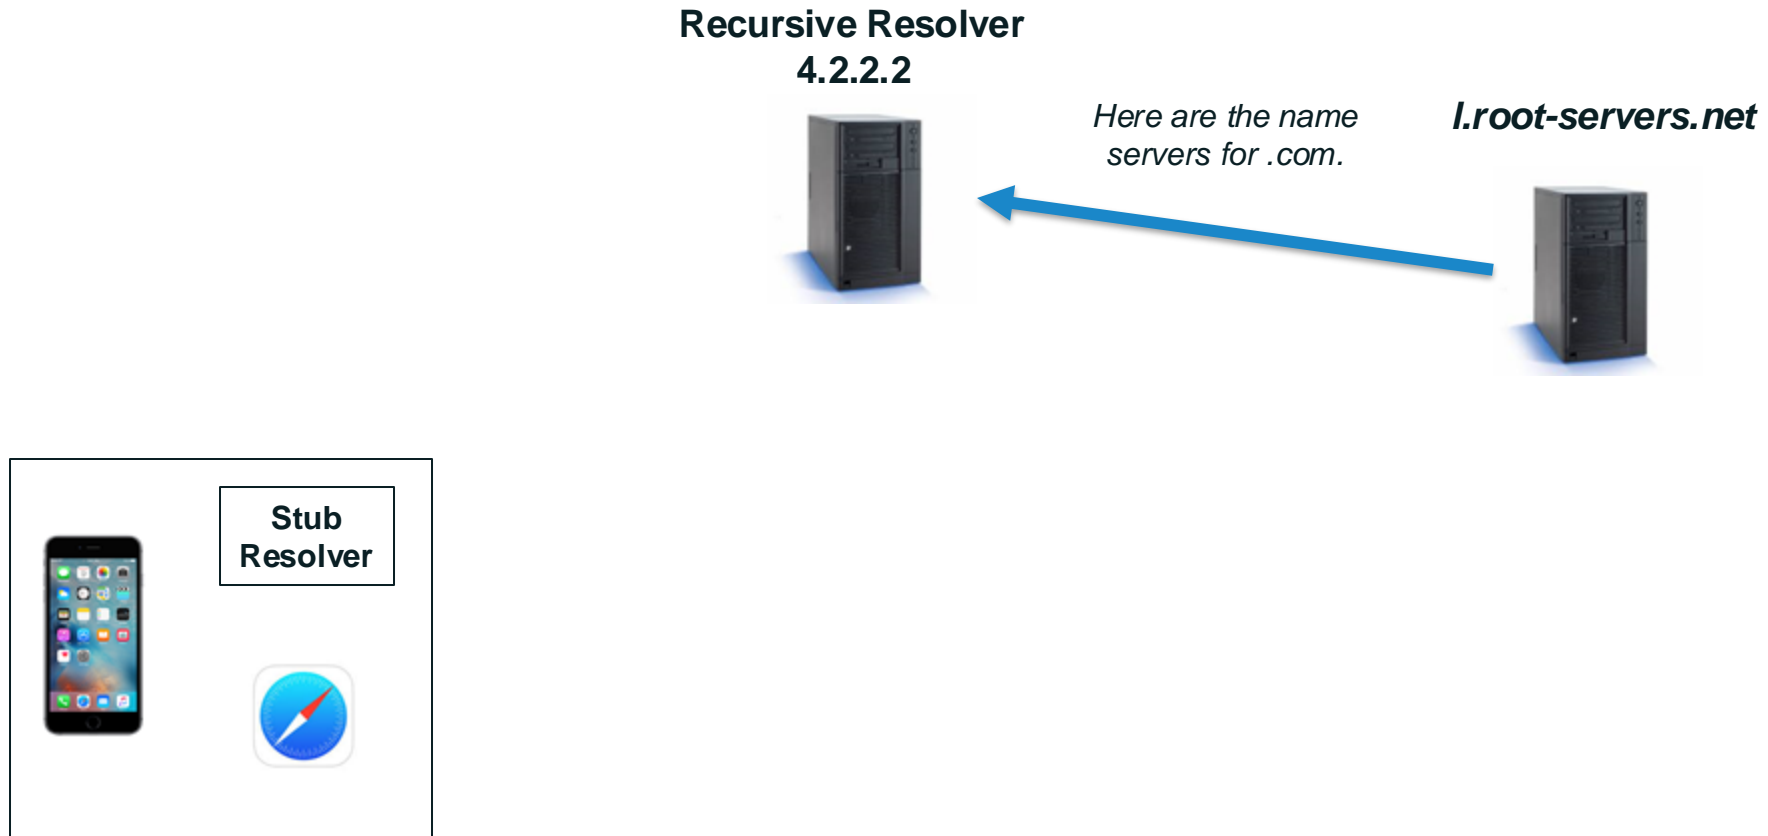 Recursive Resolver
4.2.2.2
Here are the name
servers for .com.
l.root-servers.net
Stub
Resolver